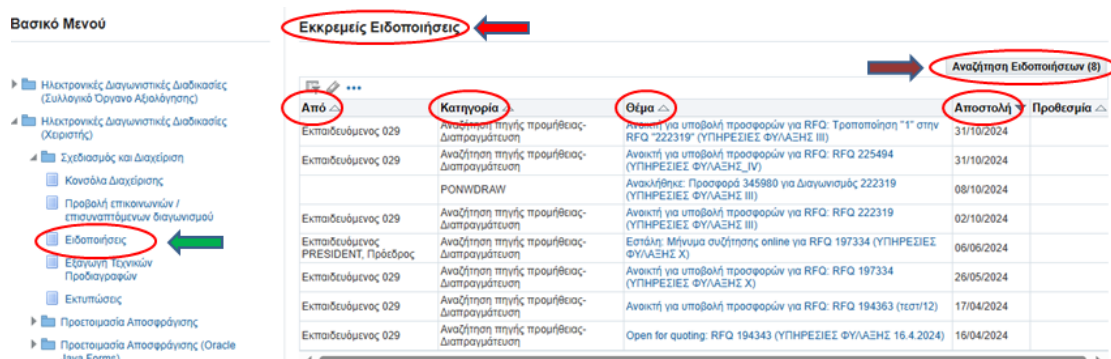 Βασικό Μενού
Ηλεκτρονικές Διαγωνιστικές Διαδικασίες
(Συλλογικό Όργανο Αξιολόγησης)
Ηλεκτρονικές Διαγωνιστικές Διαδικασίες
(Χειριστής)
Σχεδιασμός και Διαχείριση
Κονσόλα Διαχείρισης
Προβολή επικοινωνιών /
επισυναπτόμενων διαγωνισμού
Ειδοποιήσεις
Εξαγωγή Τεχνικών
Προδιαγραφών
Εκτυπώσεις
Προετοιμασία Αποσφράγισης
Προετοιμασία Αποσφράγισης (Oracle
Java Forms)
Εκκρεμείς Ειδοποιήσεις
Αναζήτηση Ειδοποιήσεων (8)
Από Κατηγορία Θέμα Αποστολή Προθεσμία
Εκπαιδευόμενος 029 Αναζήτηση πηγής προμήθειας- Ανοικτή για υποβολή προσφορών για RFQ: Τροποποίηση "1" στην 31/10/2024
Διαπραγμάτευση RFQ "222319" (ΥΠΗΡΕΣΙΕΣ ΦΥΛΑΞΗΣ III)
Εκπαιδευόμενος 029 Αναζήτηση πηγής προμήθειας- Ανοικτή για υποβολή προσφορών για RFQ: RFQ 225494 31/10/2024
Διαπραγμάτευση (ΥΠΗΡΕΣΙΕΣ ΦΥΛΑΞΗΣ_IV)
PONWDRAW Ανακλήθηκε: Προσφορά 345980 για Διαγωνισμός 222319 08/10/2024
(ΥΠΗΡΕΣΙΕΣ ΦΥΛΑΞΗΣ III)
Εκπαιδευόμενος 029 Αναζήτηση πηγής προμήθειας- Ανοικτή για υποβολή προσφορών για RFQ: RFQ 222319 02/10/2024
Διαπραγμάτευση (ΥΠΗΡΕΣΙΕΣ ΦΥΛΑΞΗΣ III)
Εκπαιδευόμενος Αναζήτηση πηγής προμήθειας- Εστάλη: Μήνυμα συζήτησης online για RFQ 197334 (ΥΠΗΡΕΣΙΕΣ 06/06/2024
PRESIDENT, Πρόεδρος Διαπραγμάτευση ΦΥΛΑΞΗΣ X)
Εκπαιδευόμενος 029 Αναζήτηση πηγής προμήθειας- Ανοικτή για υποβολή προσφορών για RFQ: RFQ 197334 26/05/2024
Διαπραγμάτευση (ΥΠΗΡΕΣΙΕΣ ΦΥΛΑΞΗΣ X)
Εκπαιδευόμενος 029 Αναζήτηση πηγής προμήθειας- Ανοικτή για υποβολή προσφορών για RFQ: RFQ 194363 (τεστ/12) 17/04/2024
Διαπραγμάτευση
Εκπαιδευόμενος 029 Αναζήτηση πηγής προμήθειας- Open for quoting: RFQ 194343 (ΥΠΗΡΕΣΙΕΣ ΦΥΛΑΞΗΣ 16.4.2024) 16/04/2024
Διαπραγμάτευση